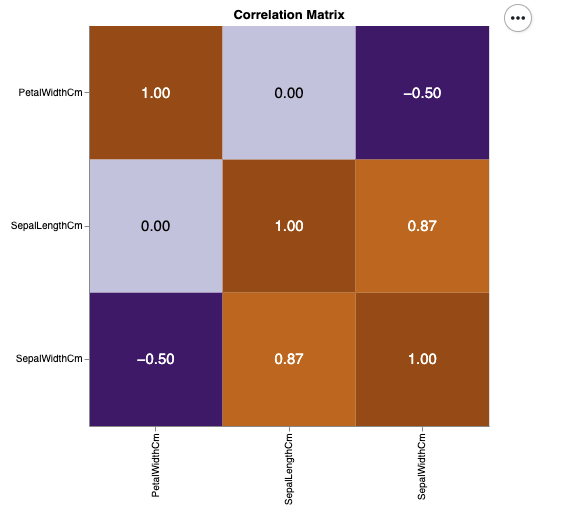 Correlation Matrix
PetalWidthCm
1.00
0.00
−0.50
SepalLengthCm
0.00
1.00
0.87
SepalWidthCm
−0.50
0.87
1.00
PetalWidthCm
SepalLengthCm
SepalWidthCm